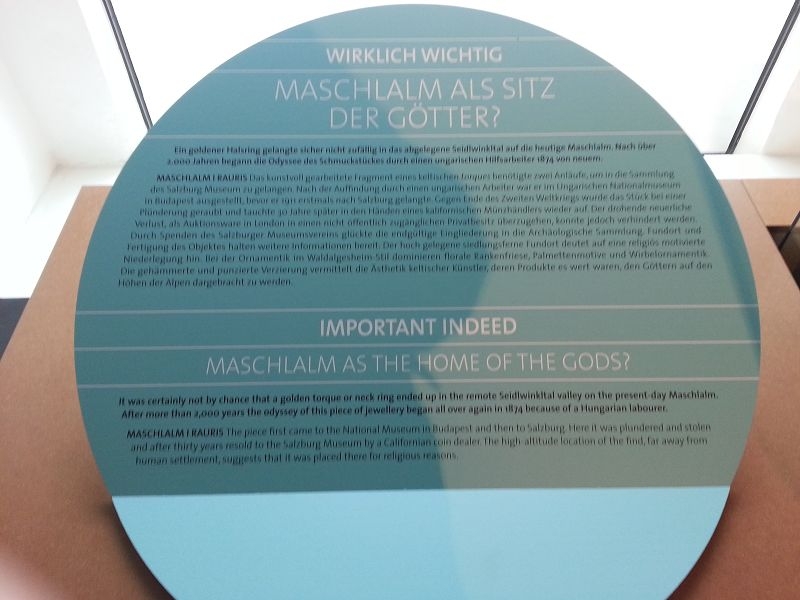 WIRKLICH WICHTIG
MASCHLALM ALS SITZ
DER GÖTTER?
Ein goldener Halsring gelangte sicher nicht zufällig in das abgelegene Seidlwinkltal auf die heutige Maschlalm. Nach über
2.000 Jahren begann die Odyssee des Schmuckstückes durch einen ungarischen Hilfsarbeiter 1874 von neuem.
MASCHLALM I RAURIS Das kunstvoll gearbeitete Fragment eines keltischen torques benötigte zwei Anläufe, um in die Sammlung
des Salzburg Museum zu gelangen. Nach der Auffindung durch einen ungarischen Arbeiter war er im Ungarischen Nationalmuseum
in Budapest ausgestellt, bevor er 1911 erstmals nach Salzburg gelangte. Gegen Ende des Zweiten Weltkriegs wurde das Stück bei einer
Plünderung geraubt und tauchte 30 Jahre später in den Händen eines kalifornischen Münzhändlers wieder auf. Der drohende neuerliche
Verlust, als Auktionsware in London in einen nicht öffentlich zugänglichen Privatbesitz überzugehen, konnte jedoch verhindert werden.
Durch Spenden des Salzburger Museumsvereins glückte die endgültige Eingliederung in die Archäologische Sammlung. Fundort und
Fertigung des Objektes halten weitere Informationen bereit. Der hoch gelegene siedlungsferne Fundort deutet auf eine religiös motivierte
Niederlegung hin. Bei der Ornamentik im Waldalgesheim-Stil dominieren florale Rankenfriese, Palmettenmotive und Wirbelornamentik.
Die gehämmerte und punzierte Verzierung vermittelt die Ästhetik keltischer Künstler, deren Produkte es wert waren, den Göttern auf den
Höhen der Alpen dargebracht zu werden.
IMPORTANT INDEED
MASCHLALM AS THE HOME OF THE GODS?
It was certainly not by chance that a golden torque or neck ring ended up in the remote Seidlwinkltal valley on the present-day Maschlalm.
After more than 2,000 years the odyssey of this piece of jewellery began all over again in 1874 because of a Hungarian labourer.
MASCHLALM I RAURIS The piece first came to the National Museum in Budapest and then to Salzburg. Here it was plundered and stolen
and after thirty years resold to the Salzburg Museum by a Californian coin dealer. The high-altitude location of the find, far away from
human settlement, suggests that it was placed there for religious reasons.